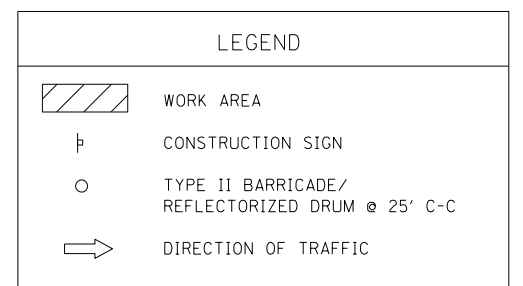 LEGEND
WORK AREA
CONSTRUCTION SIGN
TYPE II BARRICADE/
REFLECTORIZED DRUM @ 25' C-C
DIRECTION OF TRAFFIC